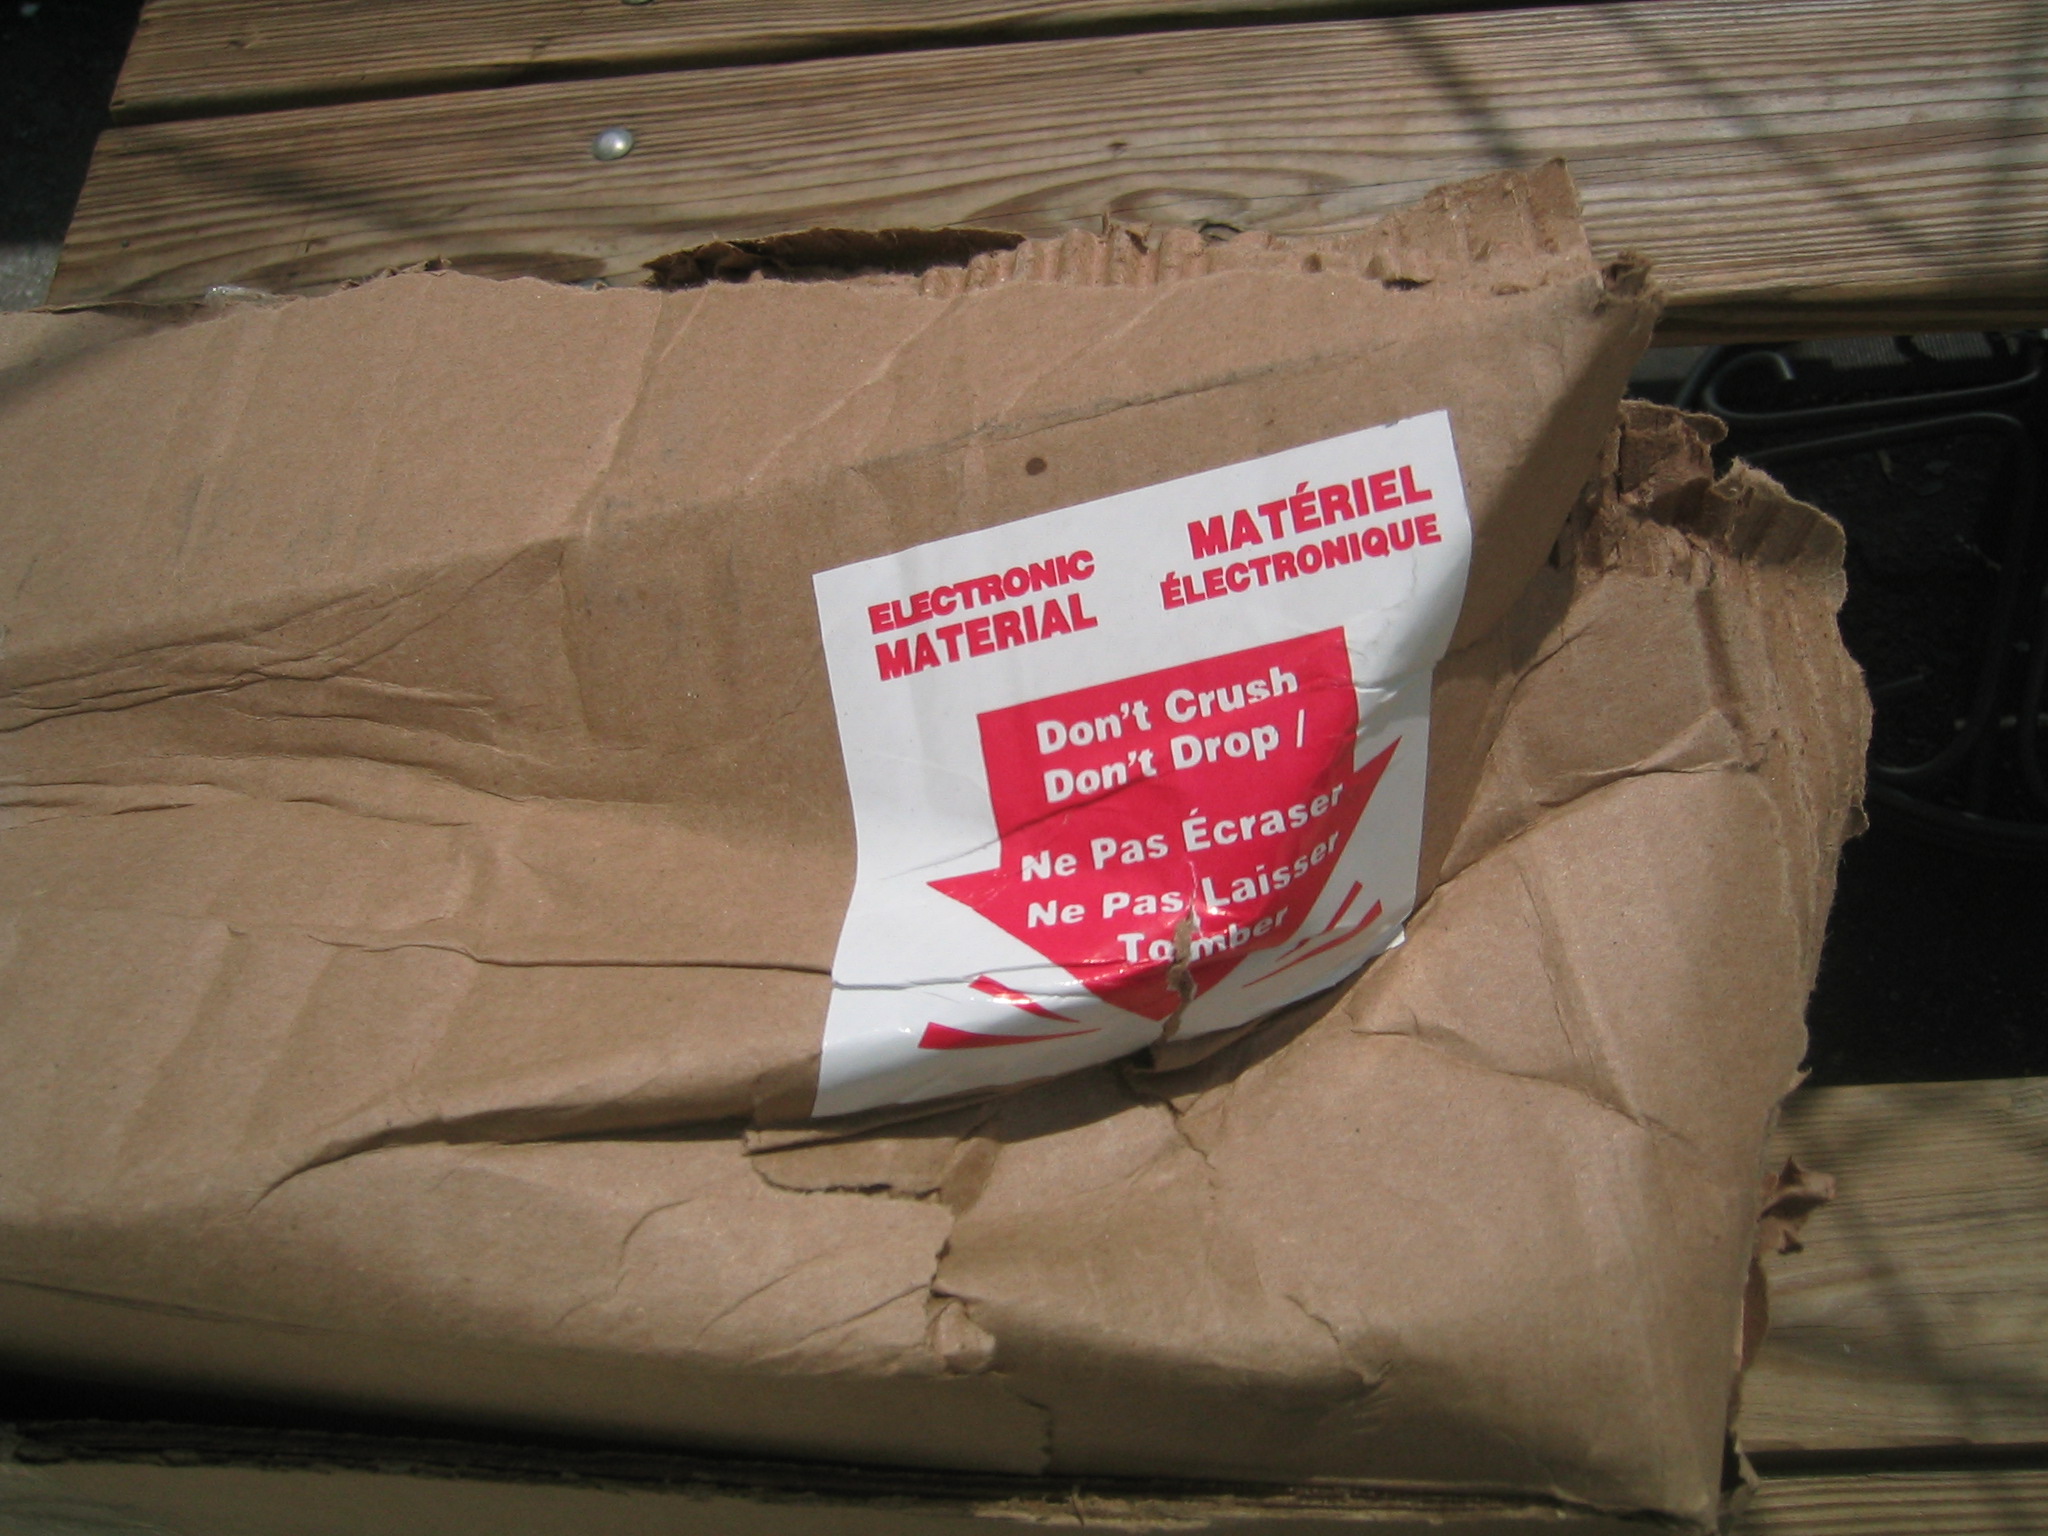 ELECTRONIC
MATERIAL
MATÉRIEL
ÉLECTRONIQUE
Don't Crush
Don't Drop /
Ne Pas Écraser
Ne Pas Laisser
Tomber